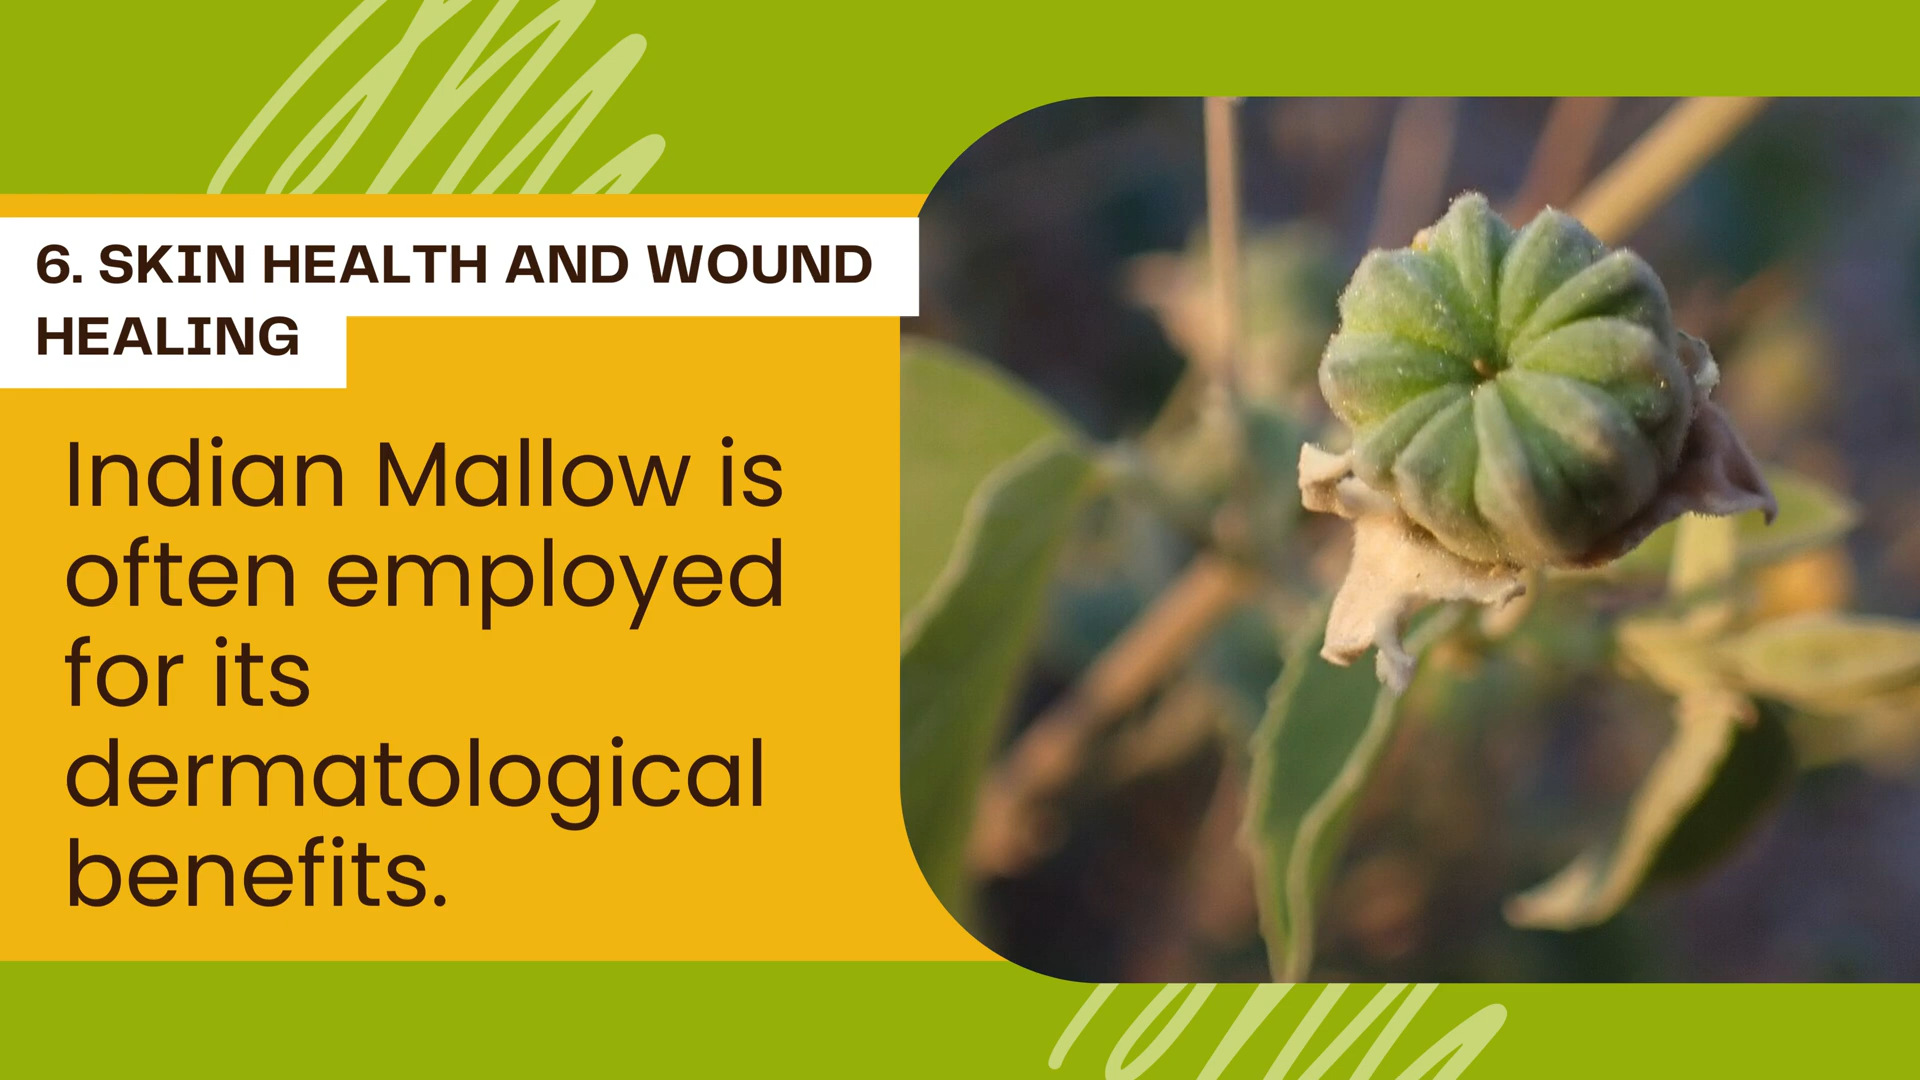 6. SKIN HEALTH AND WOUND
HEALING
Indian Mallow is
often employed
for its
dermatological
benefits.